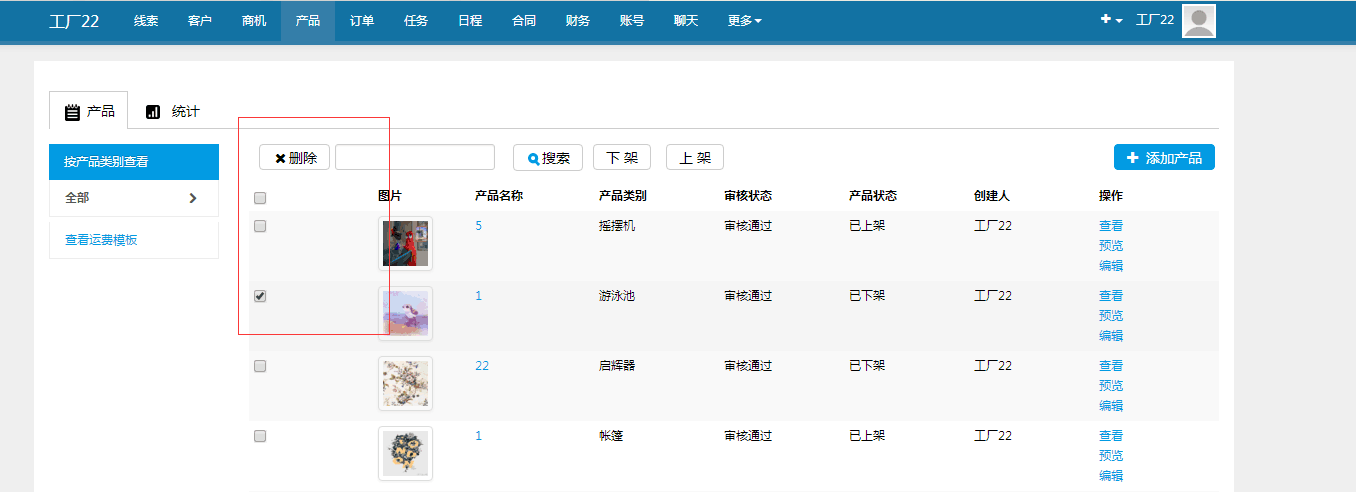 工厂22 线索 客户 商机 产品 订单 任务 日程 合同 财务 账号 聊天 更多 工厂22
产品 统计
删除 搜索 下 架 上 架 添加产品
按产品类别查看
全部
查看运费模板
图片 产品名称 产品类别 审核状态 产品状态 创建人 操作
5 摇摆机 审核通过 已上架 工厂22 查看
预览
编辑
1 游泳池 审核通过 已下架 工厂22 查看
预览
编辑
22 启辉器 审核通过 已下架 工厂22 查看
预览
编辑
1 帐篷 审核通过 已上架 工厂22 查看
预览
编辑